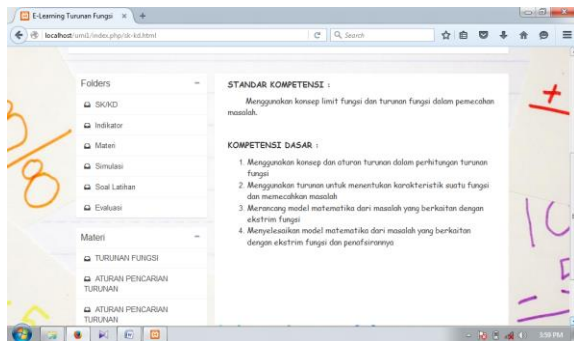 E-Learning Turunan Fungsi
localhost/umi1/index.php/sk-kd.html
Search
Folders
SK/KD
Indikator
Materi
Simulasi
Soal Latihan
Evaluasi
Materi
TURUNAN FUNGSI
ATURAN PENCARIAN
TURUNAN
ATURAN PENCARIAN
TURUNAN
STANDAR KOMPETENSI :
Menggunakan konsep limit fungsi dan turunan fungsi dalam pemecahan
masalah.
KOMPETENSI DASAR :
1. Menggunakan konsep dan aturan turunan dalam perhitungan turunan
fungsi
2. Menggunakan turunan untuk menentukan karakteristik suatu fungsi
dan memecahkan masalah
3. Merancang model matematika dari masalah yang berkaitan dengan
ekstrim fungsi
4. Menyelesaikan model matematika dari masalah yang berkaitan
dengan ekstrim fungsi dan penafsirannya
8
+
10
5
3:59 PM